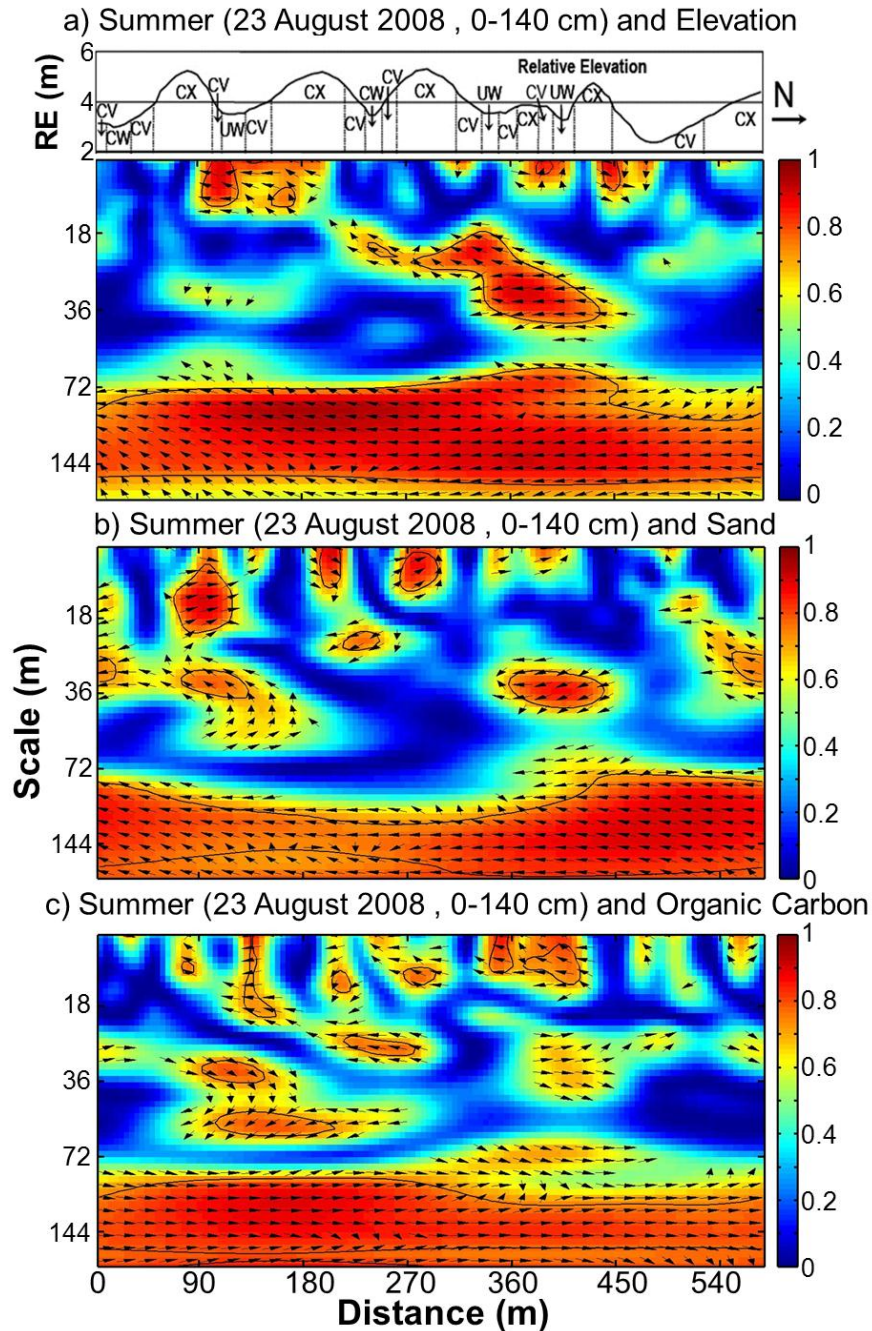 a) Summer (23 August 2008 , 0-140 cm) and Elevation
RE (m)
6
4
2
Relative Elevation
N
CV
CW
CV
CX
CV
UW
CV
CX
CV
CW
CV
CX
CV
UW
CV
CX
CV
UW
CX
CV
CX
18
36
72
144
1
0.8
0.6
0.4
0.2
0
b) Summer (23 August 2008 , 0-140 cm) and Sand
Scale (m)
18
36
72
144
1
0.8
0.6
0.4
0.2
0
c) Summer (23 August 2008 , 0-140 cm) and Organic Carbon
18
36
72
144
1
0.8
0.6
0.4
0.2
0
0 90 180 270 360 450 540
Distance (m)